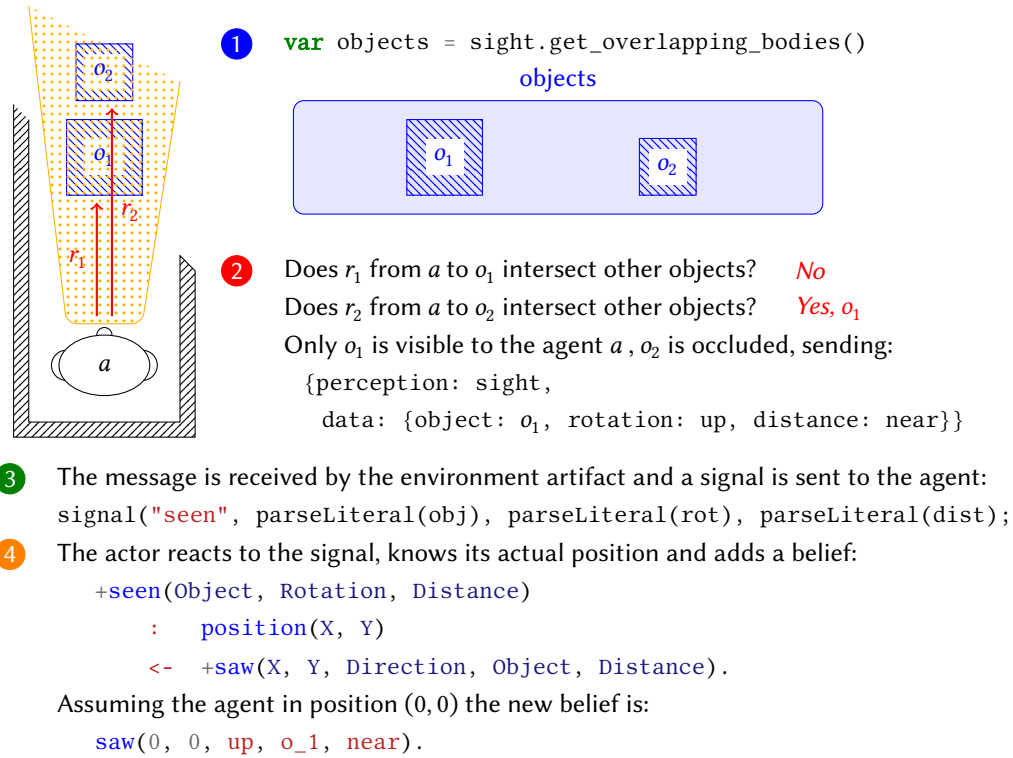 o₂
o₁
r₂
r₁
a
1 var objects = sight.get_overlapping_bodies()
objects
o₁ o₂
2 Does r₁ from a to o₁ intersect other objects? No
Does r₂ from a to o₂ intersect other objects? Yes, o₁
Only o₁ is visible to the agent a , o₂ is occluded, sending:
{perception: sight,
data: {object: o₁, rotation: up, distance: near}}
3 The message is received by the environment artifact and a signal is sent to the agent:
signal("seen", parseLiteral(obj), parseLiteral(rot), parseLiteral(dist);
4 The actor reacts to the signal, knows its actual position and adds a belief:
+seen(Object, Rotation, Distance)
: position(X, Y)
<- +saw(X, Y, Direction, Object, Distance).
Assuming the agent in position (0, 0) the new belief is:
saw(0, 0, up, o_1, near).